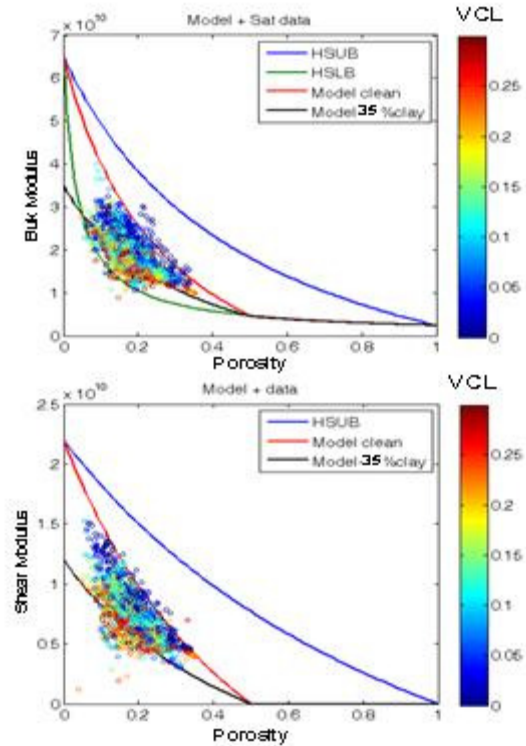 Model + Sat data
VCL
× 10¹⁰
7
6
5
4
3
2
1
0
Buk Modulus
HSUB
HSLB
Model clean
Model 35 %clay
0 0.2 0.4 0.6 0.8 1
Porosity
0.25
0.2
0.15
0.1
0.05
0
Model + data
VCL
× 10¹⁰
2.5
2
1.5
1
0.5
0
Shear Modulus
HSUB
Model clean
Model 35 %clay
0 0.2 0.4 0.6 0.8 1
Porosity
0.25
0.2
0.15
0.1
0.05
0